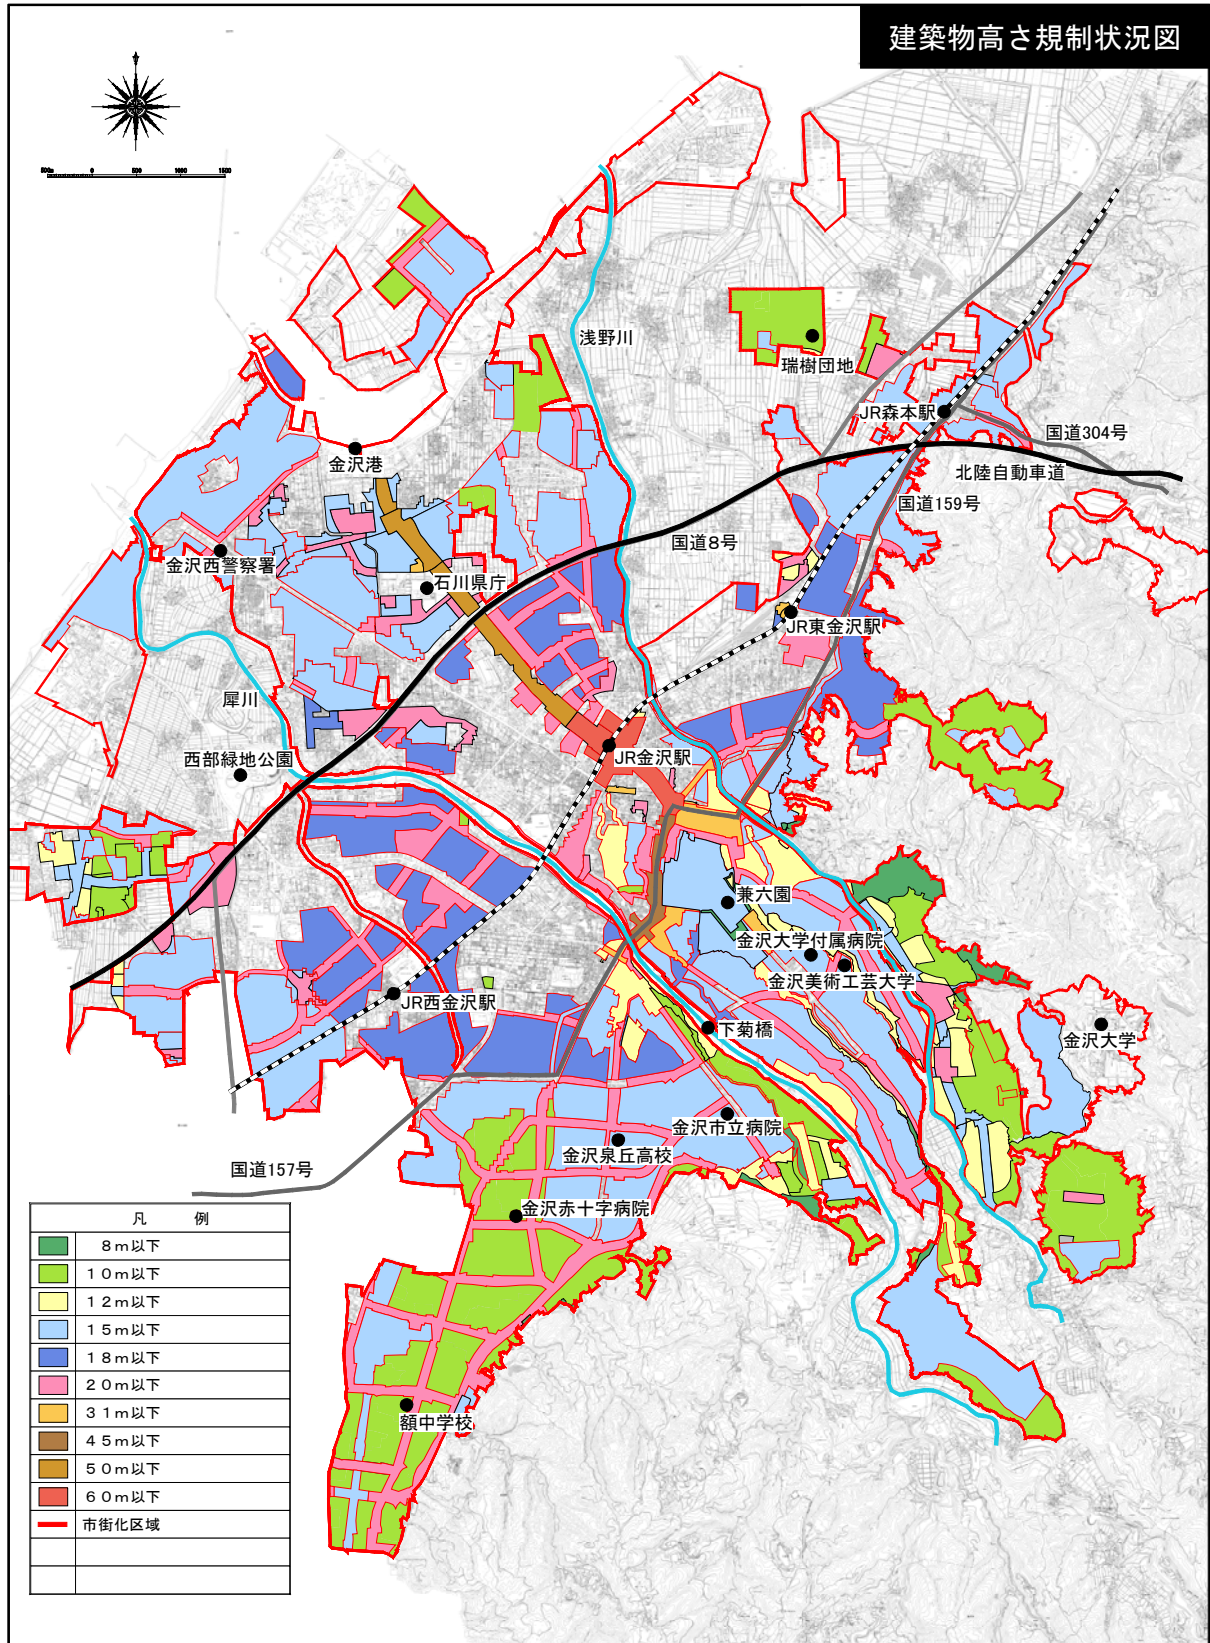 建築物高さ規制状況図
500m 0 500 1000 1500
浅野川
瑞樹団地
JR森本駅
国道304号
北陸自動車道
国道159号
金沢港
国道8号
金沢西警察署
石川県庁
JR東金沢駅
犀川
西部緑地公園
JR金沢駅
兼六園
金沢大学付属病院
金沢美術工芸大学
JR西金沢駅
下菊橋
金沢大学
金沢市立病院
金沢泉丘高校
国道157号
金沢赤十字病院
額中学校
凡 例
8m以下
10m以下
12m以下
15m以下
18m以下
20m以下
31m以下
45m以下
50m以下
60m以下
市街化区域